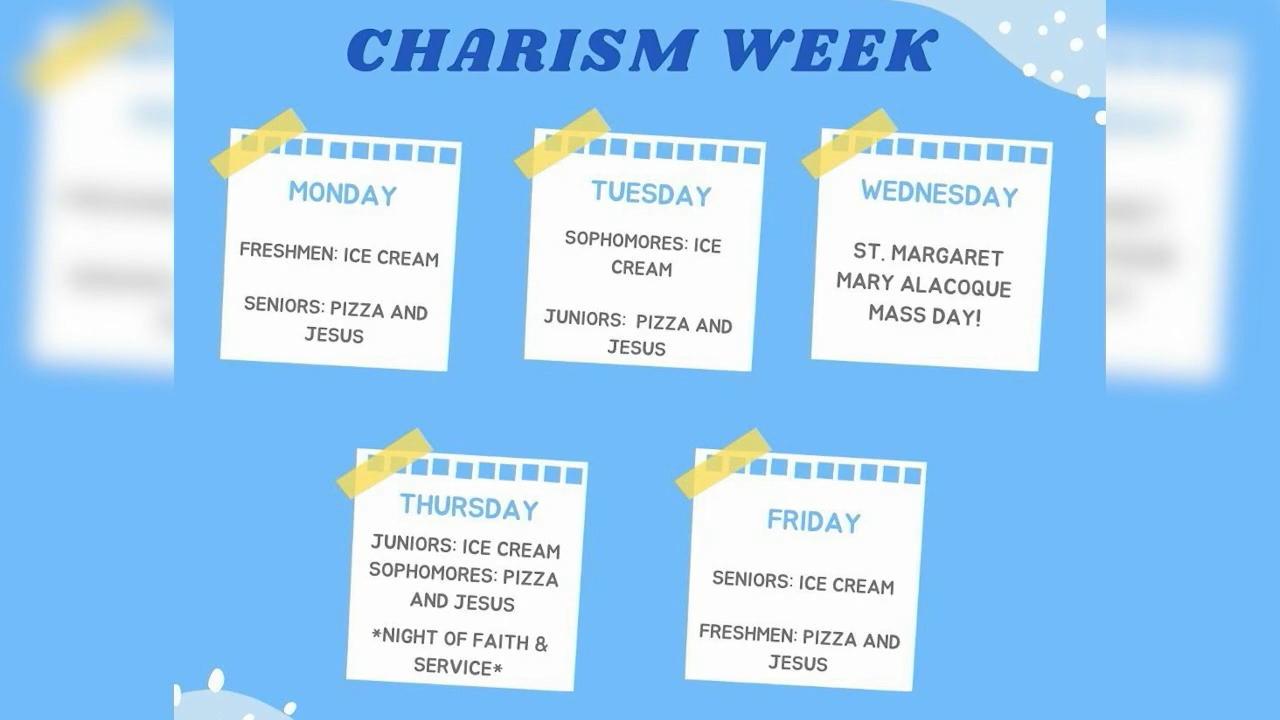 CHARISM WEEK
MONDAY
FRESHMEN: ICE CREAM
SENIORS: PIZZA AND
JESUS
TUESDAY
SOPHOMORES: ICE
CREAM
JUNIORS: PIZZA AND
JESUS
WEDNESDAY
ST. MARGARET
MARY ALACOQUE
MASS DAY!
THURSDAY
JUNIORS: ICE CREAM
SOPHOMORES: PIZZA
AND JESUS
*NIGHT OF FAITH &
SERVICE*
FRIDAY
SENIORS: ICE CREAM
FRESHMEN: PIZZA AND
JESUS